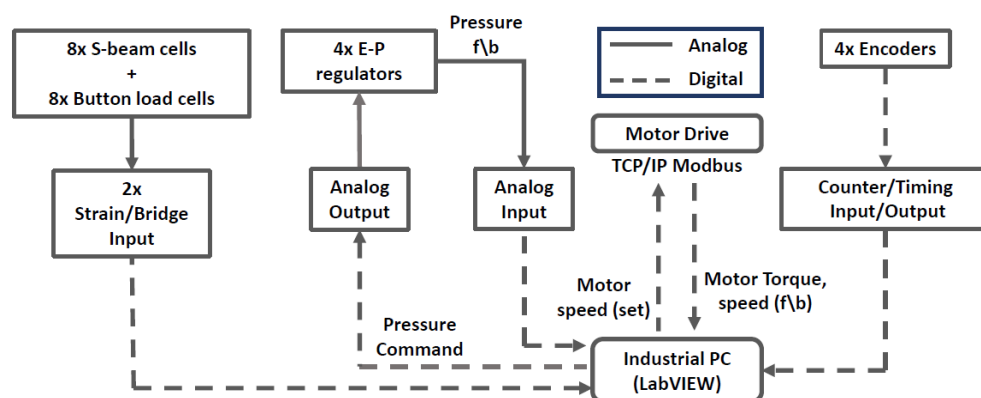 8x S-beam cells
+
8x Button load cells
4x E-P
regulators
Pressure
f\b
Analog
Digital
4x Encoders
Motor Drive
TCP/IP Modbus
2x
Strain/Bridge
Input
Analog
Output
Analog
Input
Counter/Timing
Input/Output
Motor
speed (set)
Motor Torque,
speed (f\b)
Pressure
Command
Industrial PC
(LabVIEW)